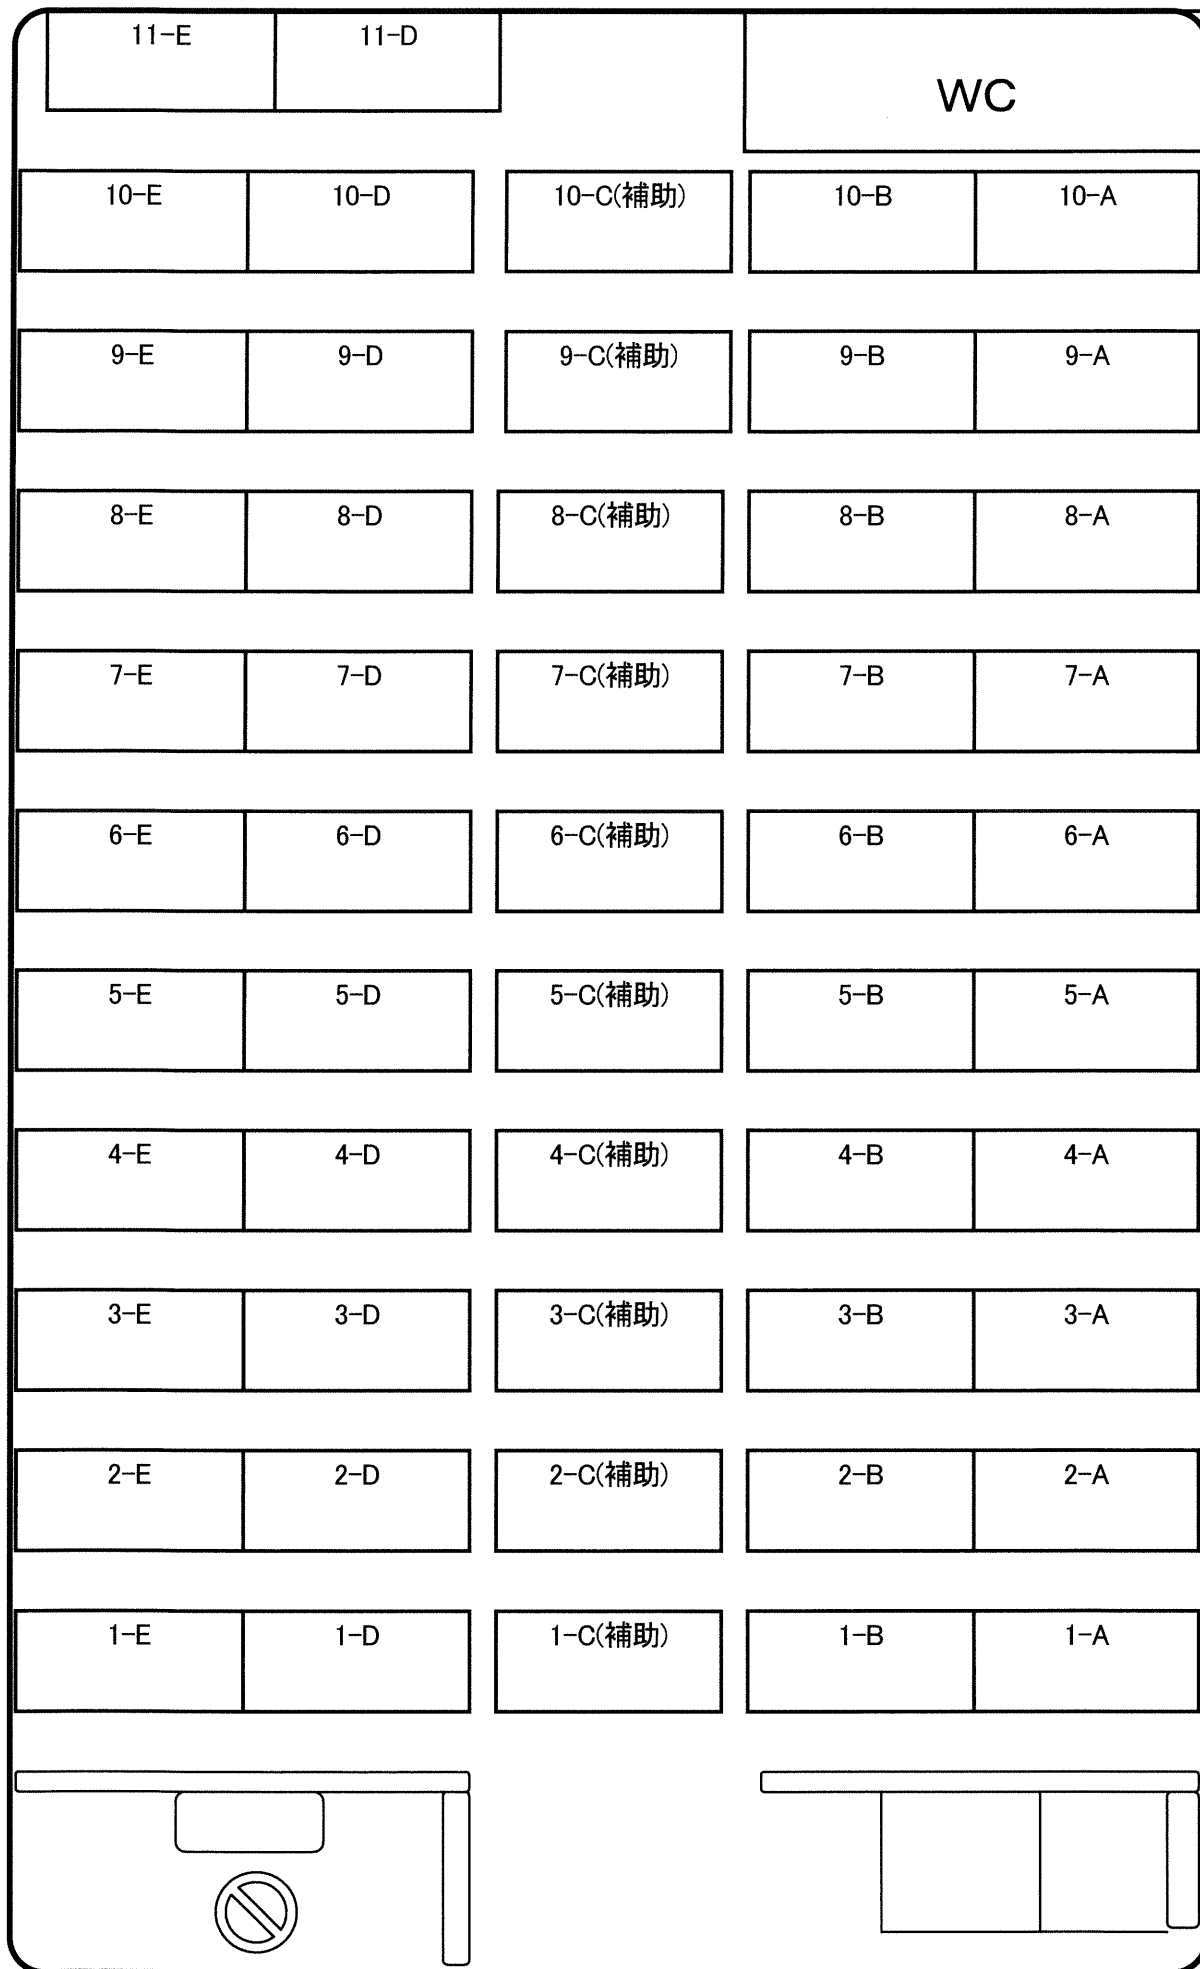 11-E 11-D
WC
10-E 10-D 10-C(補助) 10-B 10-A
9-E 9-D 9-C(補助) 9-B 9-A
8-E 8-D 8-C(補助) 8-B 8-A
7-E 7-D 7-C(補助) 7-B 7-A
6-E 6-D 6-C(補助) 6-B 6-A
5-E 5-D 5-C(補助) 5-B 5-A
4-E 4-D 4-C(補助) 4-B 4-A
3-E 3-D 3-C(補助) 3-B 3-A
2-E 2-D 2-C(補助) 2-B 2-A
1-E 1-D 1-C(補助) 1-B 1-A